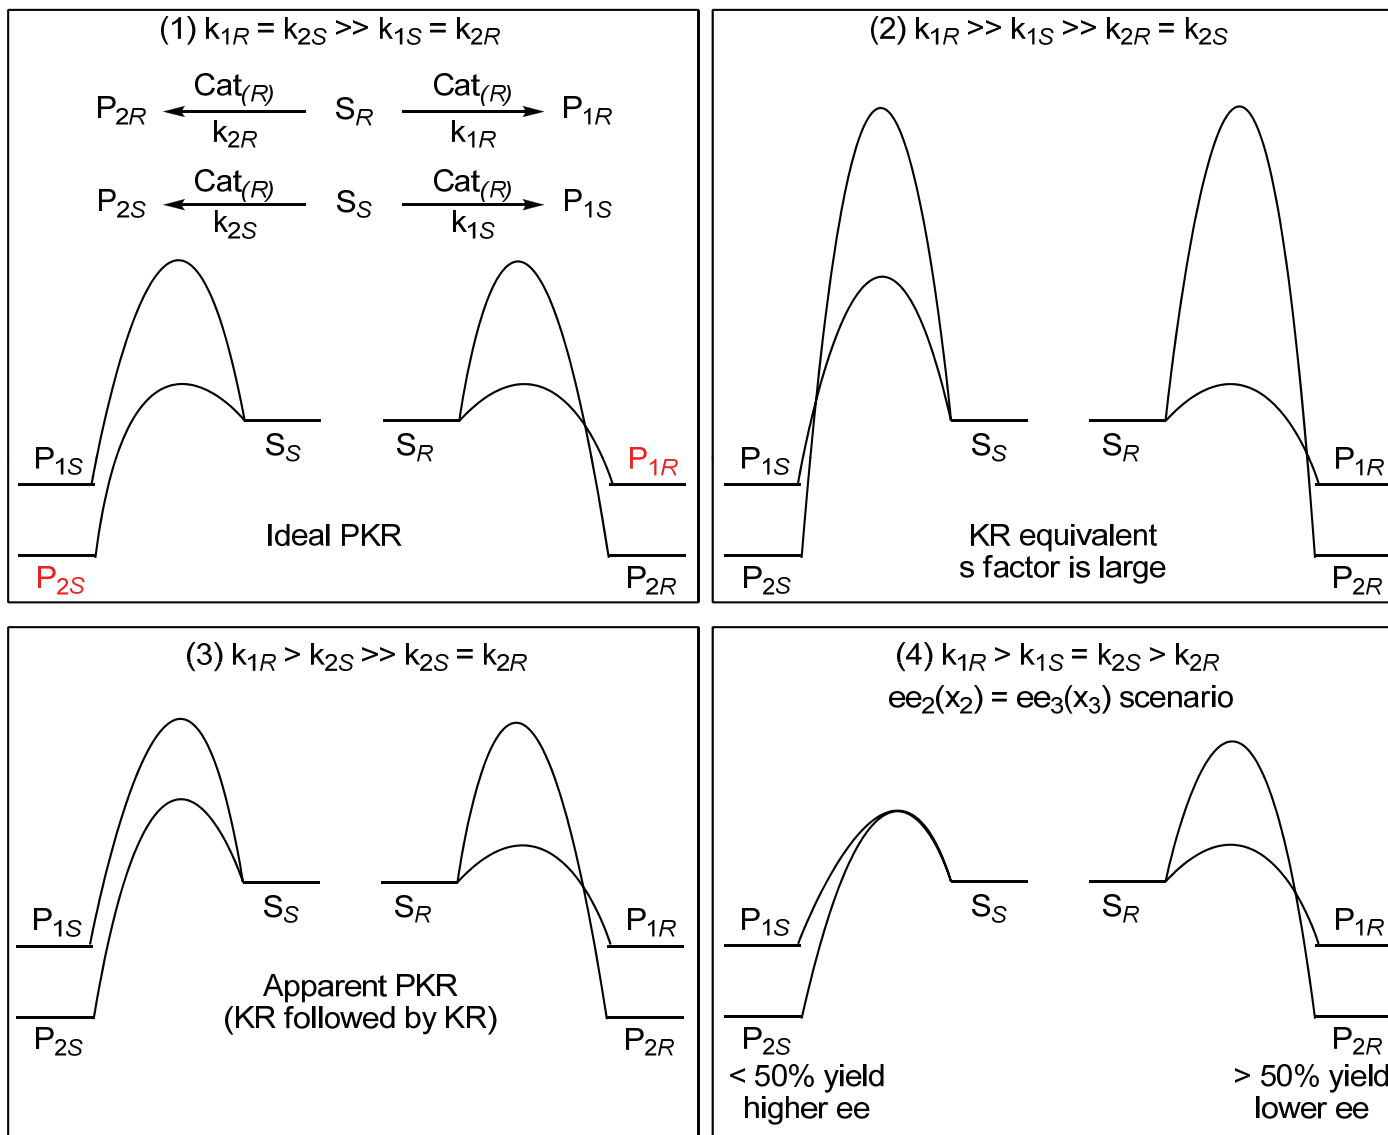 (1) k1R = k2S >> k1S = k2R
P2R Cat(R) k2R SR Cat(R) k1R P1R
P2S Cat(R) k2S SS Cat(R) k1S P1S
P1S SS SR P1R
Ideal PKR
P2S P2R
(2) k1R >> k1S >> k2R = k2S
P1S SS SR P1R
KR equivalent
s factor is large
P2S P2R
(3) k1R > k2S >> k2S = k2R
P1S SS SR P1R
Apparent PKR
(KR followed by KR)
P2S P2R
(4) k1R > k1S = k2S > k2R
ee2(x2) = ee3(x3) scenario
P1S SS SR P1R
P2S P2R
< 50% yield
higher ee
> 50% yield
lower ee